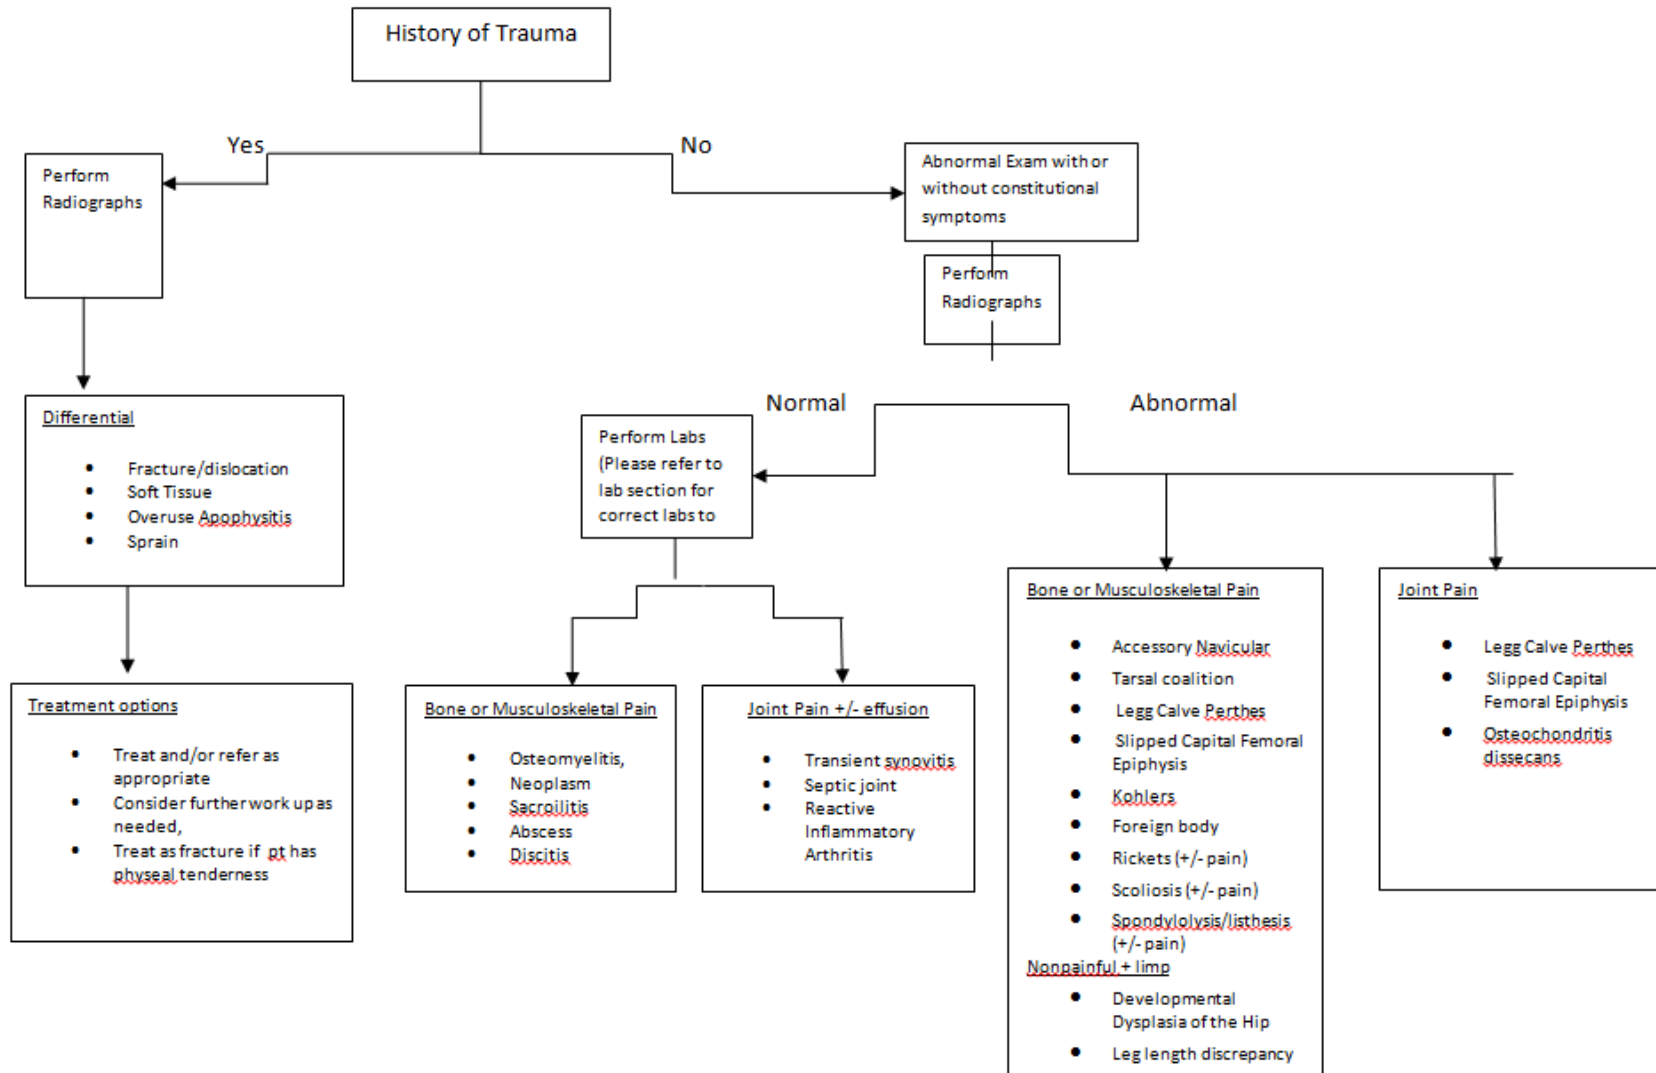 History of Trauma
Yes
No
Perform
Radiographs
Abnormal Exam with or
without constitutional
symptoms
Perform
Radiographs
Differential
• Fracture/dislocation
• Soft Tissue
• Overuse Apophysitis
• Sprain
Normal
Abnormal
Perform Labs
(Please refer to
lab section for
correct labs to
Treatment options
• Treat and/or refer as
appropriate
• Consider further work up as
needed,
• Treat as fracture if pt has
physeal tenderness
Bone or Musculoskeletal Pain
• Osteomyelitis,
• Neoplasm
• Sacroilitis
• Abscess
• Discitis
Joint Pain +/- effusion
• Transient synovitis
• Septic joint
• Reactive
Inflammatory
Arthritis
Bone or Musculoskeletal Pain
• Accessory Navicular
• Tarsal coalition
• Legg Calve Perthes
• Slipped Capital Femoral
Epiphysis
• Kohlers
• Foreign body
• Rickets (+/- pain)
• Scoliosis (+/- pain)
• Spondylolysis/listhesis
(+/- pain)
Nonpainful + limp
• Developmental
Dysplasia of the Hip
• Leg length discrepancy
Joint Pain
• Legg Calve Perthes
• Slipped Capital
Femoral Epiphysis
• Osteochondritis
dissecans